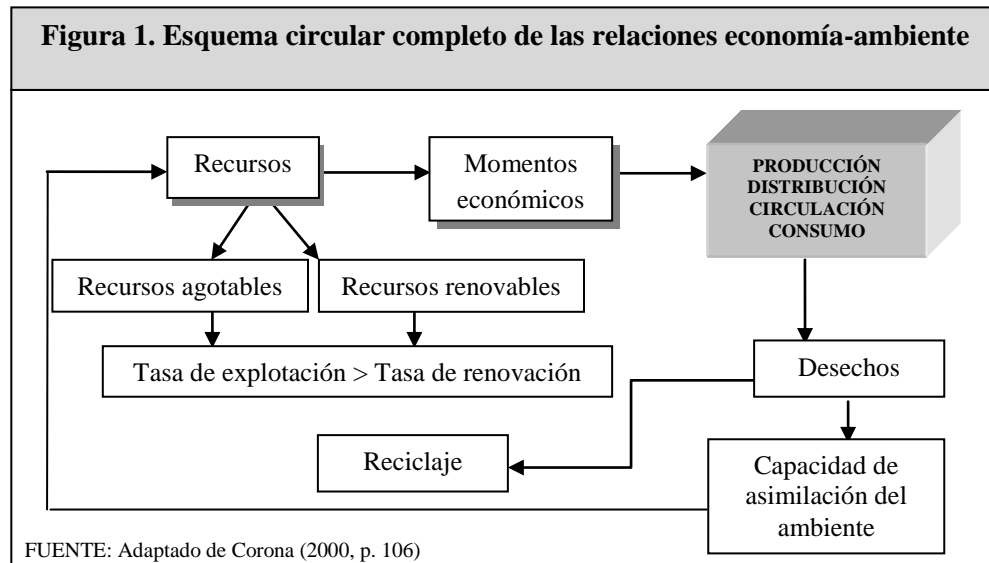 Figura 1. Esquema circular completo de las relaciones economía-ambiente
Recursos
Momentos
económicos
PRODUCCIÓN
DISTRIBUCIÓN
CIRCULACIÓN
CONSUMO
Recursos agotables
Recursos renovables
Tasa de explotación > Tasa de renovación
Desechos
Reciclaje
Capacidad de
asimilación del
ambiente
FUENTE: Adaptado de Corona (2000, p. 106)